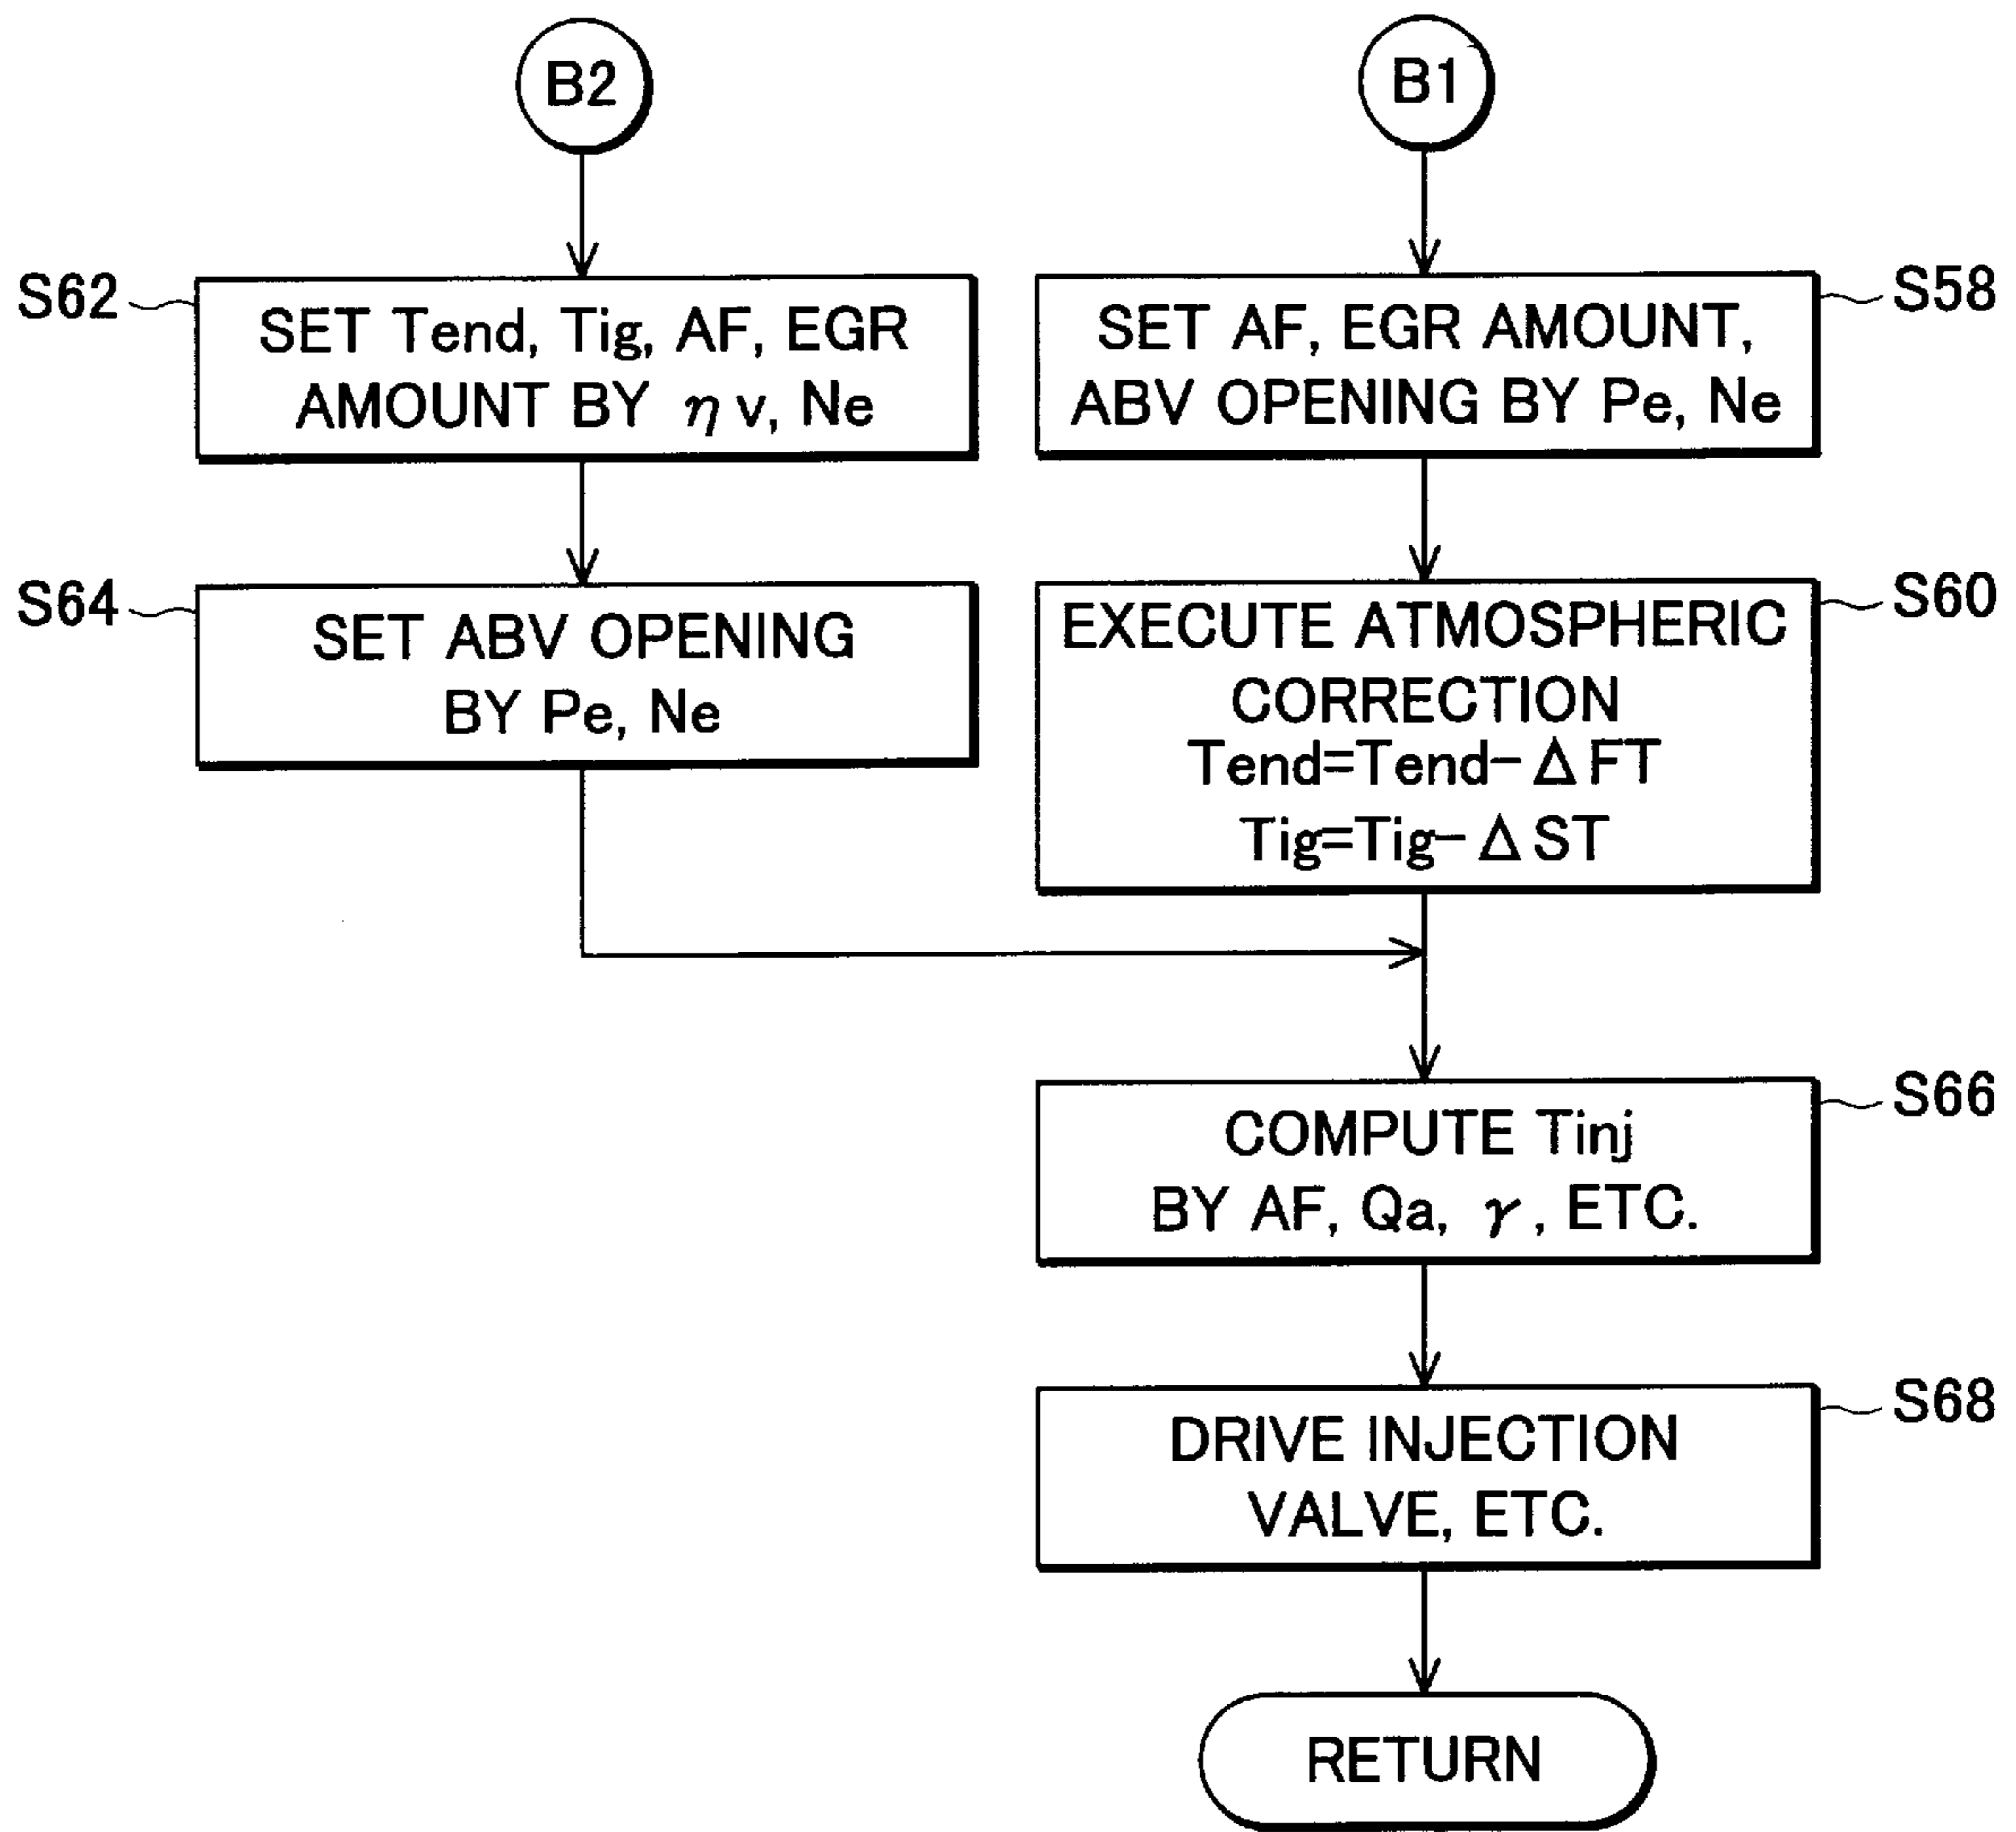 B2
B1
S62
SET Tend, Tig, AF, EGR
AMOUNT BY ηv, Ne
S58
SET AF, EGR AMOUNT,
ABV OPENING BY Pe, Ne
S64
SET ABV OPENING
BY Pe, Ne
S60
EXECUTE ATMOSPHERIC
CORRECTION
Tend=Tend-ΔFT
Tig=Tig-ΔST
S66
COMPUTE Tinj
BY AF, Qa, γ, ETC.
S68
DRIVE INJECTION
VALVE, ETC.
RETURN